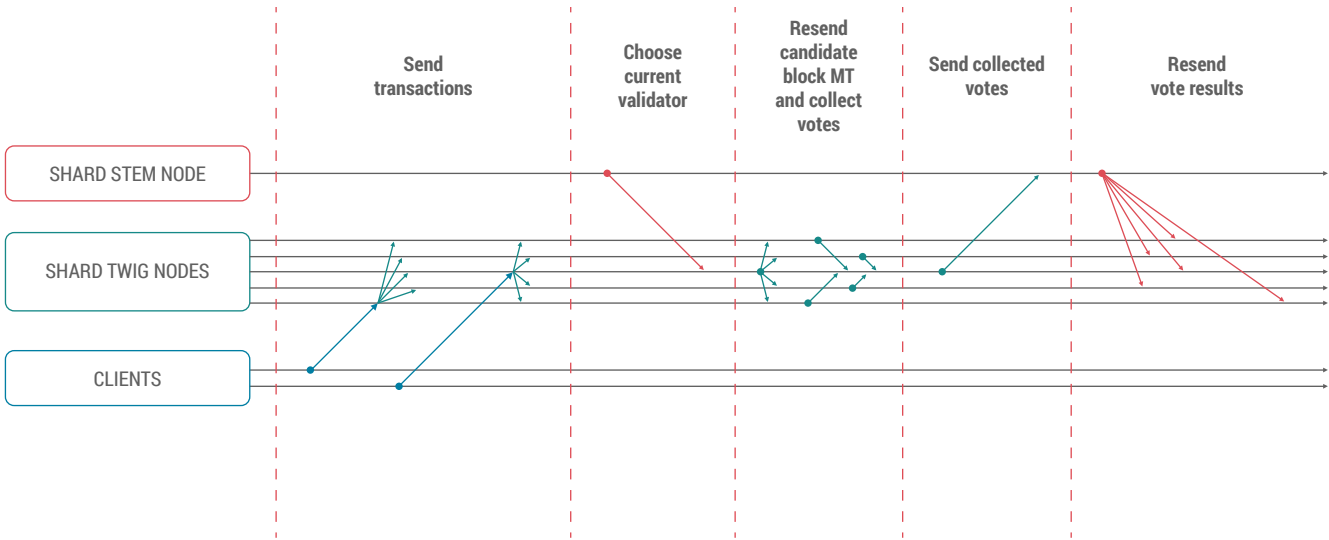 Send
transactions
Choose
current
validator
Resend
candidate
block MT
and collect
votes
Send collected
votes
Resend
vote results
SHARD STEM NODE
SHARD TWIG NODES
CLIENTS